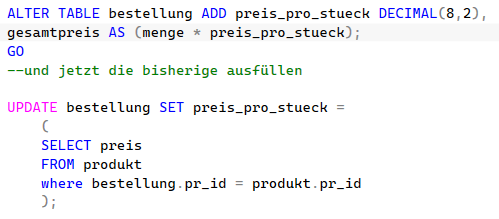 ALTER TABLE bestellung ADD preis_pro_stueck DECIMAL(8,2),
gesamtpreis AS (menge * preis_pro_stueck);
GO
--und jetzt die bisherige ausfüllen
UPDATE bestellung SET preis_pro_stueck =
(
SELECT preis
FROM produkt
where bestellung.pr_id = produkt.pr_id
);